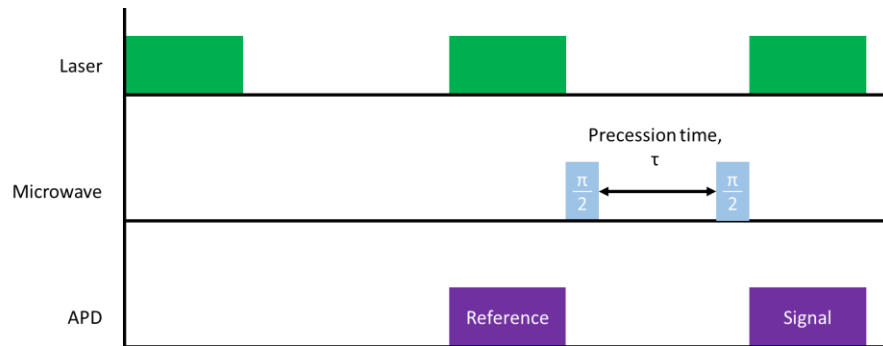 Laser
Precession time,
τ
Microwave
π
2
π
2
APD
Reference
Signal